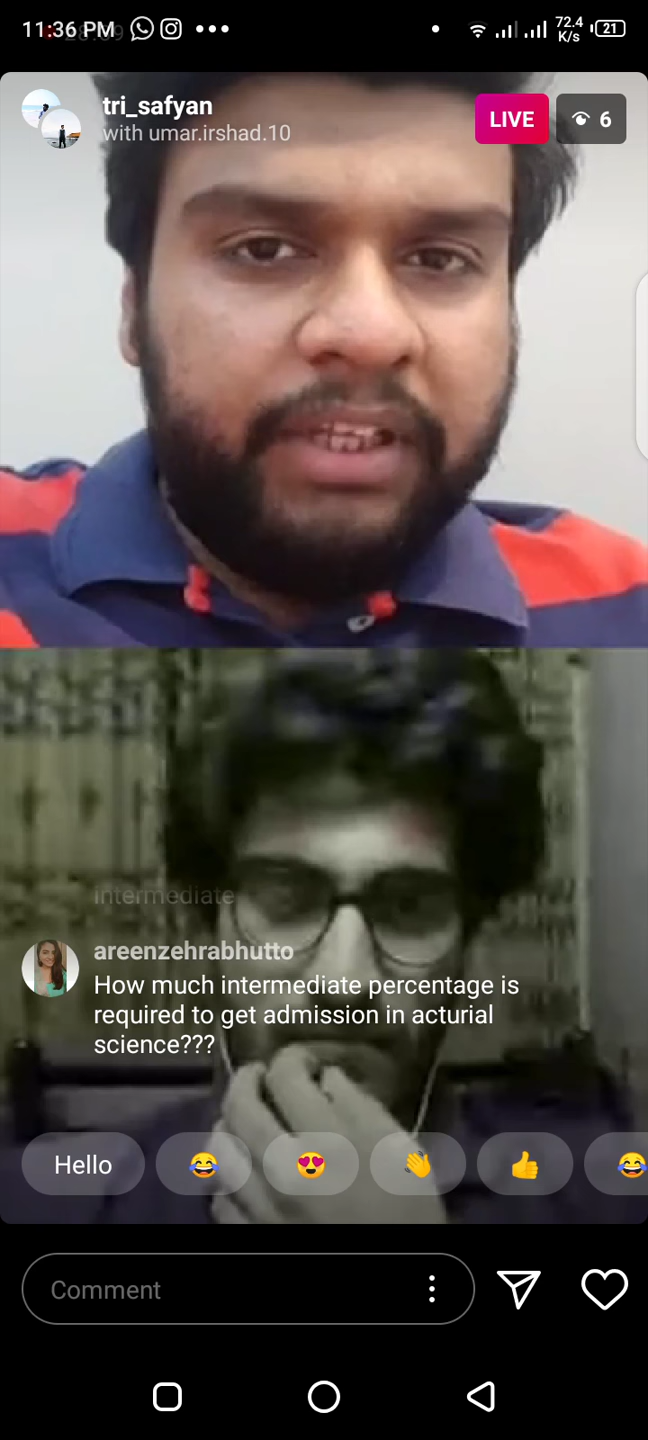 11:36 PM
72.4
K/s
21
tri_safyan
with umar.irshad.10
LIVE
6
intermediate
areenzehrabhutto
How much intermediate percentage is
required to get admission in acturial
science???
Hello
Comment